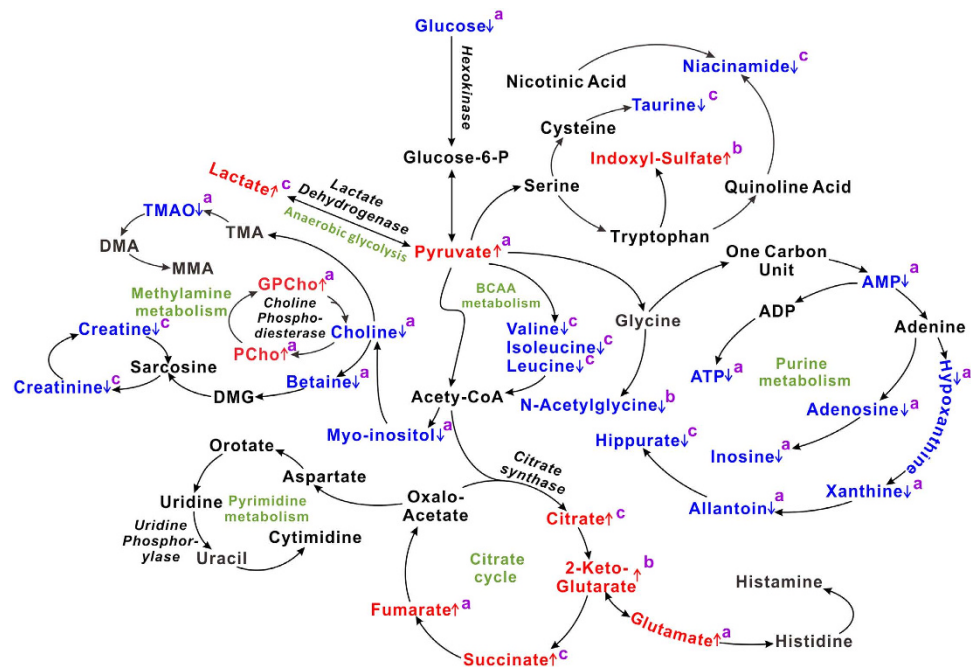 Glucose↓a
Hexokinase
Glucose-6-P
Nicotinic Acid
Niacinamide↓c
Taurine↓c
Cysteine
Indoxyl-Sulfate↑b
Serine
Quinoline Acid
Tryptophan
Lactate↑c
Lactate
Dehydrogenase
Anaerobic glycolysis
Pyruvate↑a
TMAO↓a
TMA
DMA
MMA
Methylamine
metabolism
GPCho↑a
Choline
Phospho-
diesterase
Choline↓a
PCho↑a
Creatine↓c
Sarcosine
Creatinine↓c
DMG
Betaine↓a
Myo-inositol↓a
BCAA
metabolism
Valine↓c
Isoleucine↓c
Leucine↓c
Acety-CoA
Glycine
N-Acetylglycine↓b
One Carbon
Unit
AMP↓a
ADP
Adenine
ATP↓a
Purine
metabolism
Hypoxanthine↓a
Adenosine↓a
Inosine↓a
Xanthine↓a
Allantoin↓a
Hippurate↓c
Orotate
Aspartate
Uridine
Pyrimidine
metabolism
Uridine
Phosphor-
ylase
Uracil
Cytimidine
Oxalo-
Acetate
Citrate
synthase
Citrate↑c
Citrate
cycle
2-Keto-
Glutarate↑b
Fumarate↑a
Succinate↑c
Glutamate↑a
Histamine
Histidine